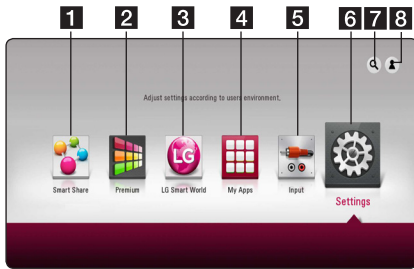 1 2 3 4 5 6 7 8
Adjust settings according to users environment.
LG
Smart Share Premium LG Smart World My Apps Input Settings